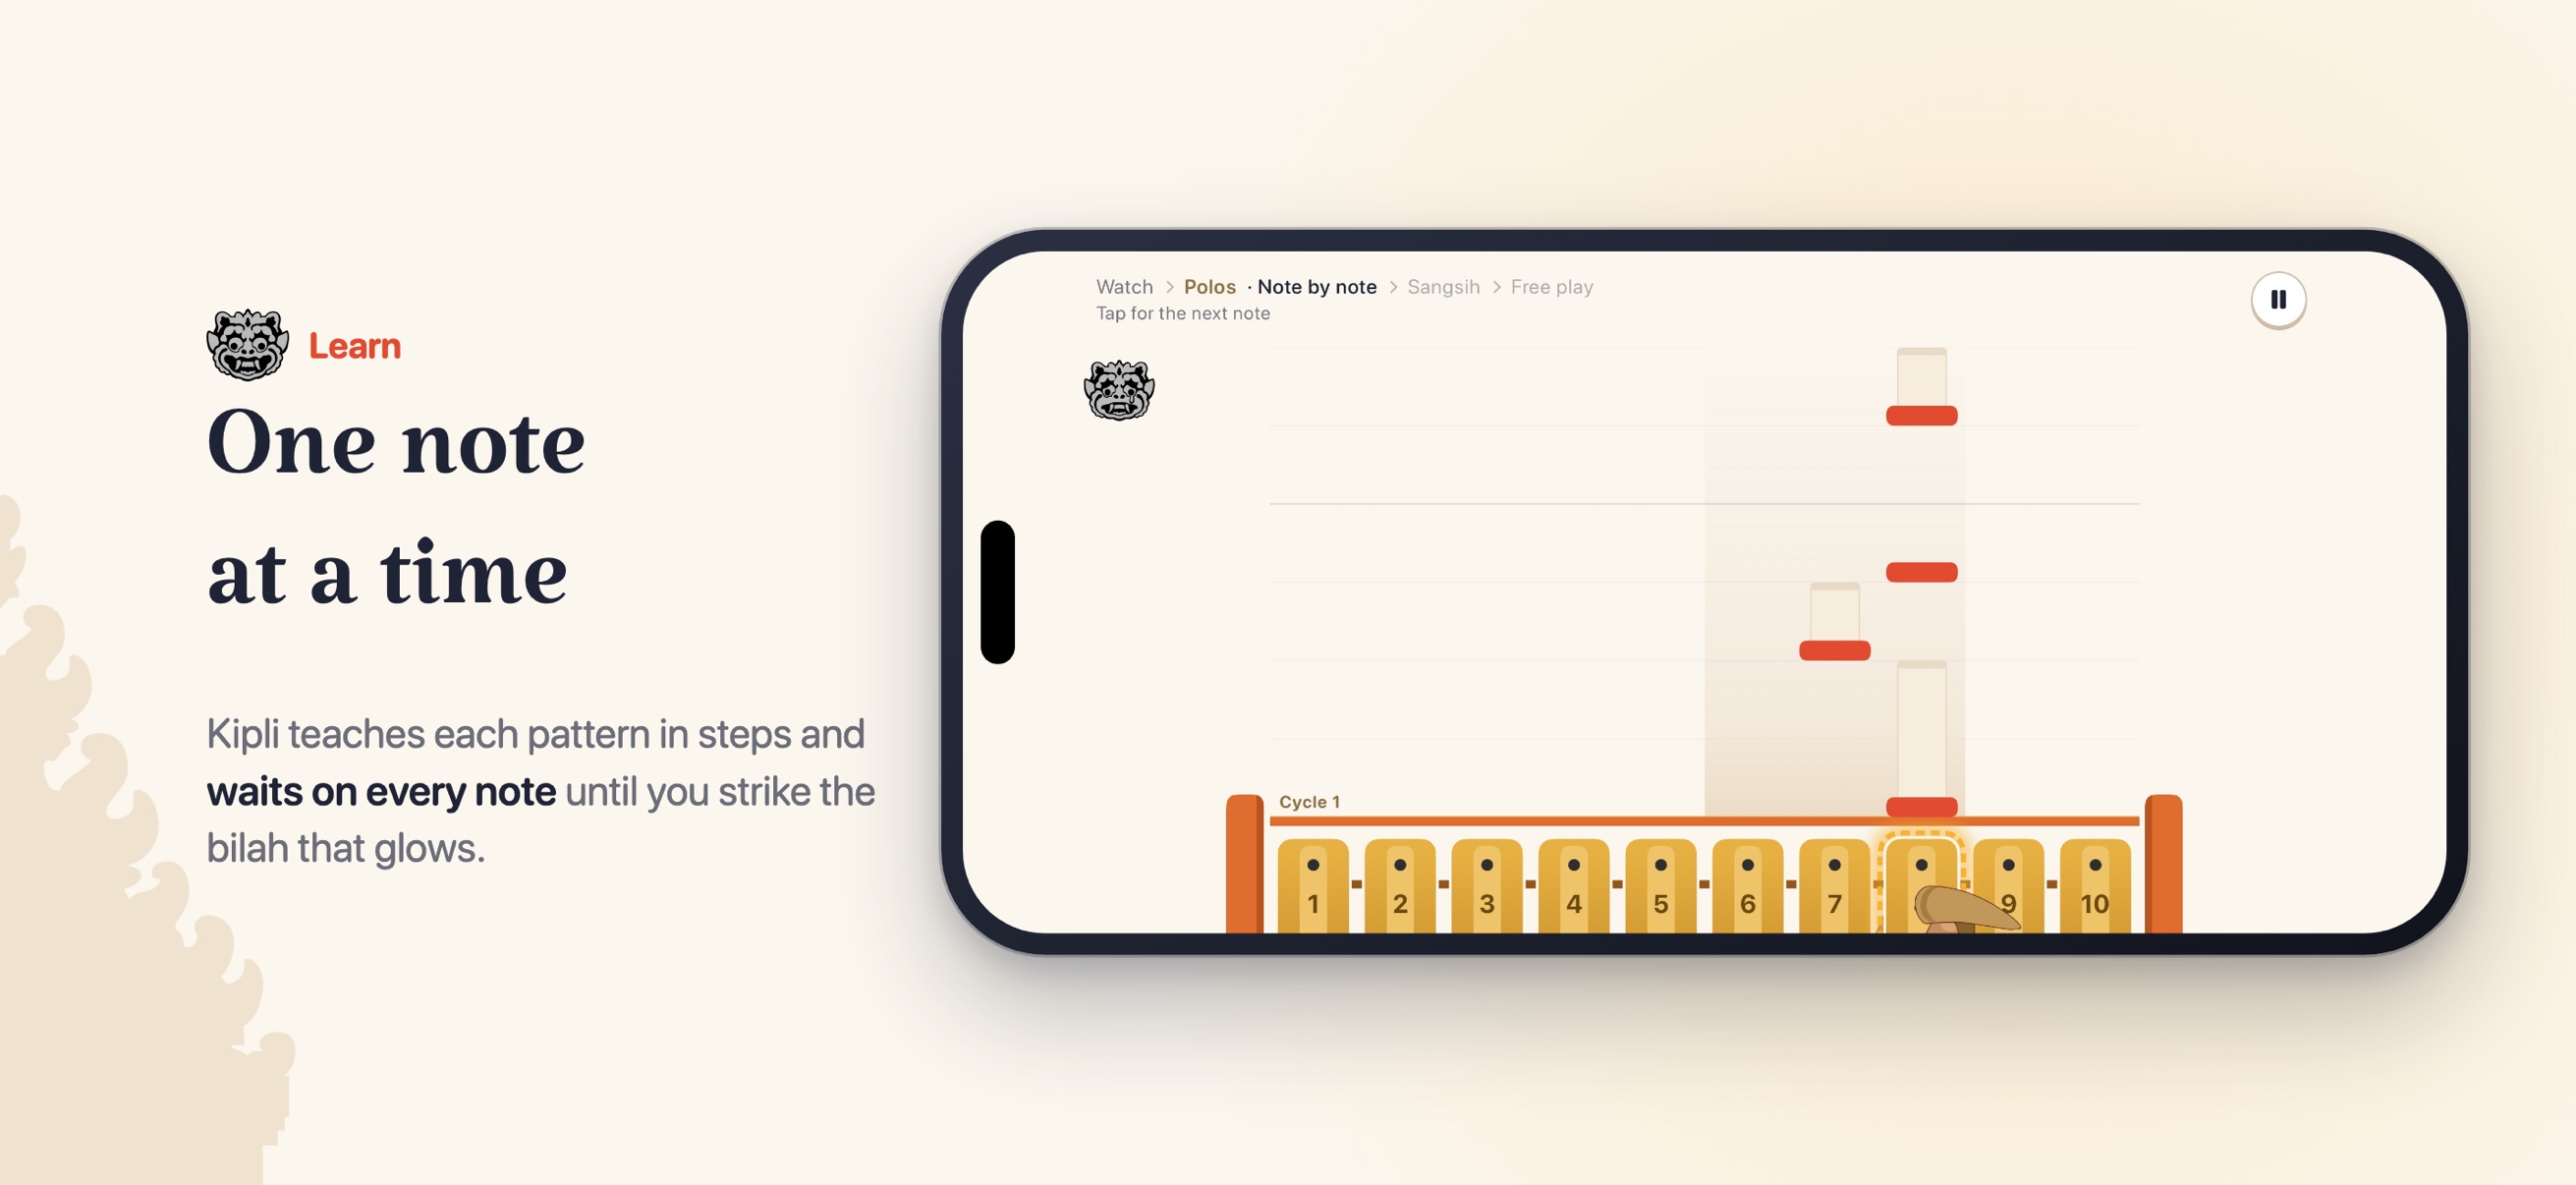 Learn
One note
at a time
Kipli teaches each pattern in steps and
waits on every note until you strike the
bilah that glows.
Watch > Polos · Note by note > Sangsih > Free play
Tap for the next note
Cycle 1
1 2 3 4 5 6 7 9 10